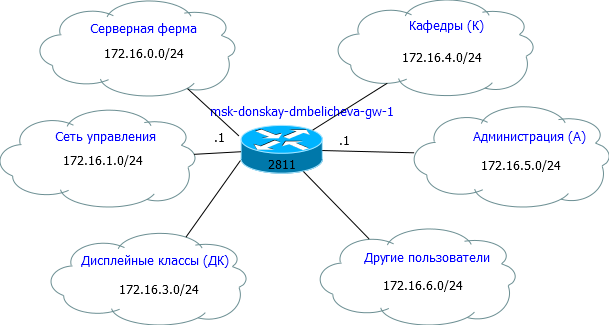 Серверная ферма
172.16.0.0/24
Кафедры (К)
172.16.4.0/24
msk-donskay-dmbelicheva-gw-1
Сеть управления
172.16.1.0/24
.1
2811
.1
Администрация (А)
172.16.5.0/24
Дисплейные классы (ДК)
172.16.3.0/24
Другие пользователи
172.16.6.0/24